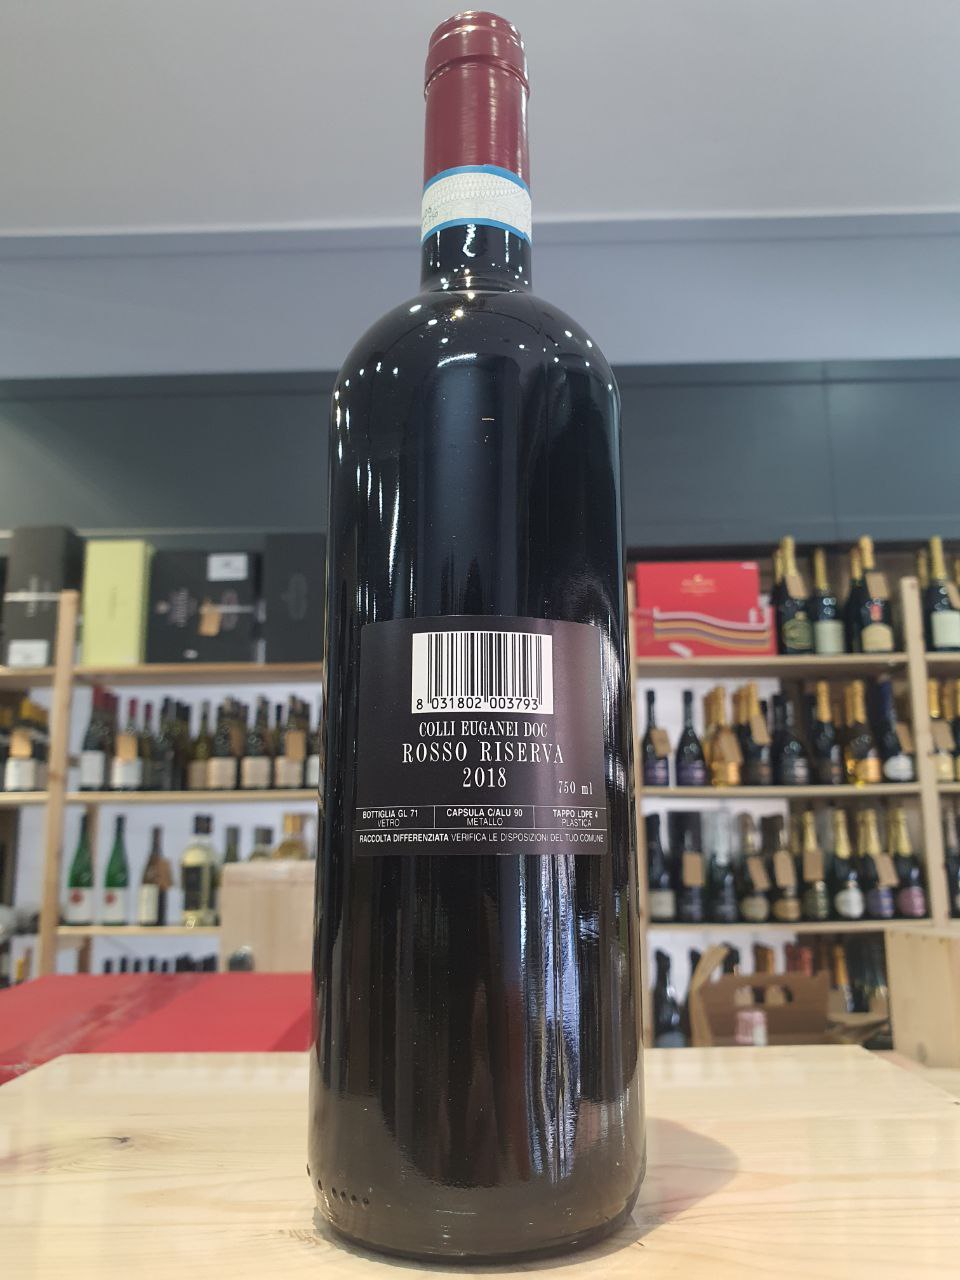 8 031802 003793
COLLI EUGANEI DOC
ROSSO RISERVA
2018
750 ml
BOTTIGLIA GL 71 CAPSULA C/ALU 90 TAPPO LDPE 4
VETRO METALLO PLASTICA
RACCOLTA DIFFERENZIATA VERIFICA LE DISPOSIZIONI DEL TUO COMUNE